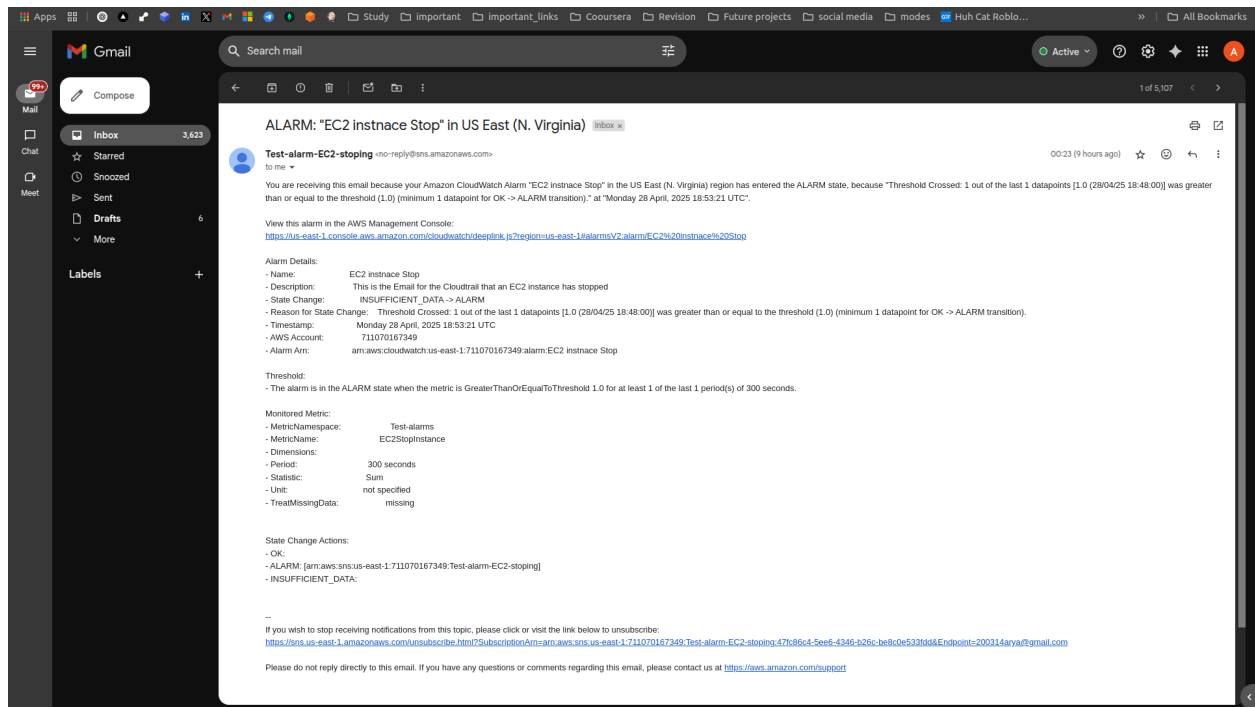 Apps
Study
important
important_links
Cooursera
Revision
Future projects
social media
modes
Huh Cat Roblo...
»
All Bookmarks
Gmail
Search mail
Active
A
99+
Mail
Chat
Meet
Compose
Inbox 3,623
Starred
Snoozed
Sent
Drafts 6
More
Labels +
1 of 5,107
ALARM: "EC2 instnace Stop" in US East (N. Virginia) Inbox ×
Test-alarm-EC2-stoping <no-reply@sns.amazonaws.com> 00:23 (9 hours ago)
to me
You are receiving this email because your Amazon CloudWatch Alarm "EC2 instnace Stop" in the US East (N. Virginia) region has entered the ALARM state, because "Threshold Crossed: 1 out of the last 1 datapoints [1.0 (28/04/25 18:48:00)] was greater
than or equal to the threshold (1.0) (minimum 1 datapoint for OK -> ALARM transition)." at "Monday 28 April, 2025 18:53:21 UTC".
View this alarm in the AWS Management Console:
https://us-east-1.console.aws.amazon.com/cloudwatch/deeplink.js?region=us-east-1#alarmsV2:alarm/EC2%20instnace%20Stop
Alarm Details:
- Name: EC2 instnace Stop
- Description: This is the Email for the Cloudtrail that an EC2 instance has stopped
- State Change: INSUFFICIENT_DATA -> ALARM
- Reason for State Change: Threshold Crossed: 1 out of the last 1 datapoints [1.0 (28/04/25 18:48:00)] was greater than or equal to the threshold (1.0) (minimum 1 datapoint for OK -> ALARM transition).
- Timestamp: Monday 28 April, 2025 18:53:21 UTC
- AWS Account: 711070167349
- Alarm Arn: arn:aws:cloudwatch:us-east-1:711070167349:alarm:EC2 instnace Stop
Threshold:
- The alarm is in the ALARM state when the metric is GreaterThanOrEqualToThreshold 1.0 for at least 1 of the last 1 period(s) of 300 seconds.
Monitored Metric:
- MetricNamespace: Test-alarms
- MetricName: EC2StopInstance
- Dimensions:
- Period: 300 seconds
- Statistic: Sum
- Unit: not specified
- TreatMissingData: missing
State Change Actions:
- OK:
- ALARM: [arn:aws:sns:us-east-1:711070167349:Test-alarm-EC2-stoping]
- INSUFFICIENT_DATA:
--
If you wish to stop receiving notifications from this topic, please click or visit the link below to unsubscribe:
https://sns.us-east-1.amazonaws.com/unsubscribe.html?SubscriptionArn=arn:aws:sns:us-east-1:711070167349:Test-alarm-EC2-stoping:47fc86c4-5ee6-4346-b26c-be8c0e533fdd&Endpoint=200314arya@gmail.com
Please do not reply directly to this email. If you have any questions or comments regarding this email, please contact us at https://aws.amazon.com/support